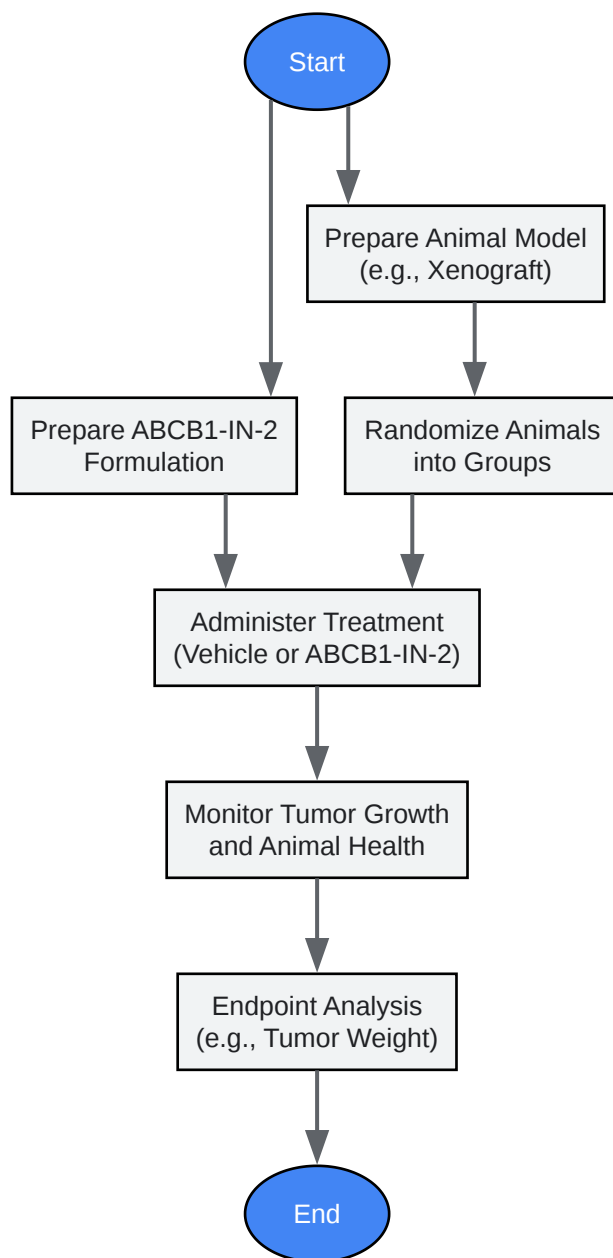 Start
Prepare Animal Model
(e.g., Xenograft)
Prepare ABCB1-IN-2
Formulation
Randomize Animals
into Groups
Administer Treatment
(Vehicle or ABCB1-IN-2)
Monitor Tumor Growth
and Animal Health
Endpoint Analysis
(e.g., Tumor Weight)
End